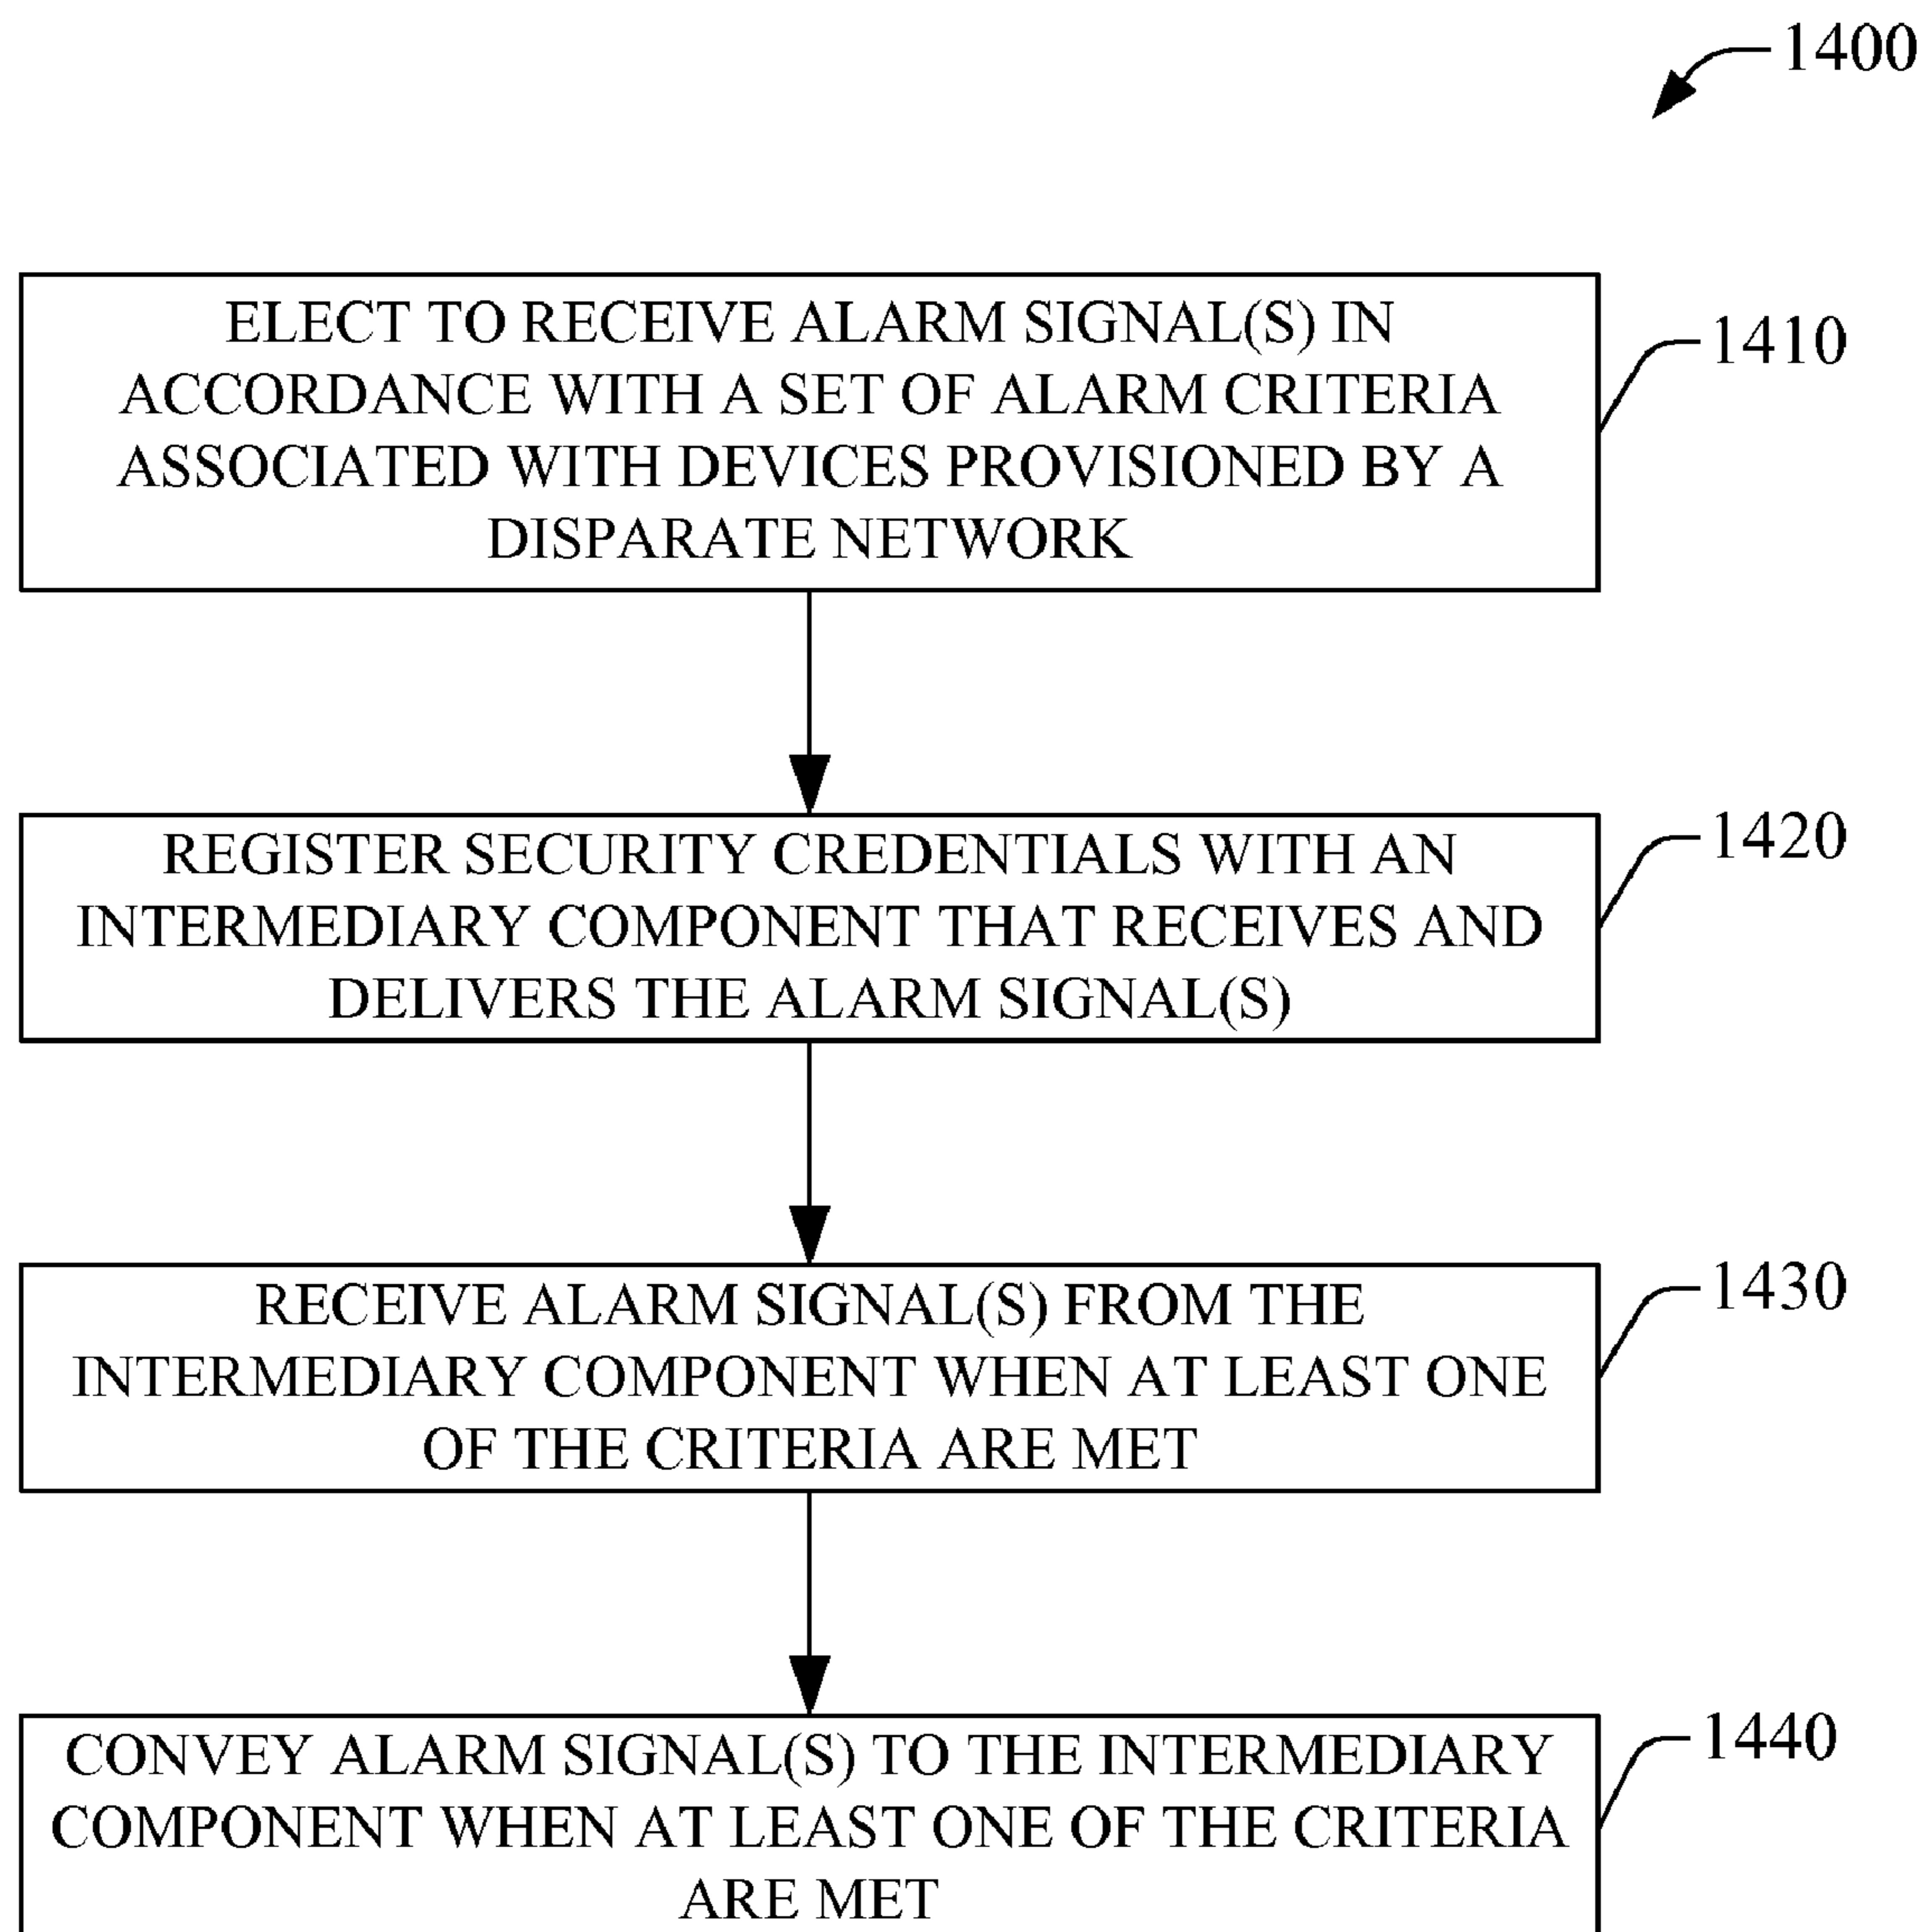 1400
ELECT TO RECEIVE ALARM SIGNAL(S) IN
ACCORDANCE WITH A SET OF ALARM CRITERIA
ASSOCIATED WITH DEVICES PROVISIONED BY A
DISPARATE NETWORK
1410
REGISTER SECURITY CREDENTIALS WITH AN
INTERMEDIARY COMPONENT THAT RECEIVES AND
DELIVERS THE ALARM SIGNAL(S)
1420
RECEIVE ALARM SIGNAL(S) FROM THE
INTERMEDIARY COMPONENT WHEN AT LEAST ONE
OF THE CRITERIA ARE MET
1430
CONVEY ALARM SIGNAL(S) TO THE INTERMEDIARY
COMPONENT WHEN AT LEAST ONE OF THE CRITERIA
ARE MET
1440